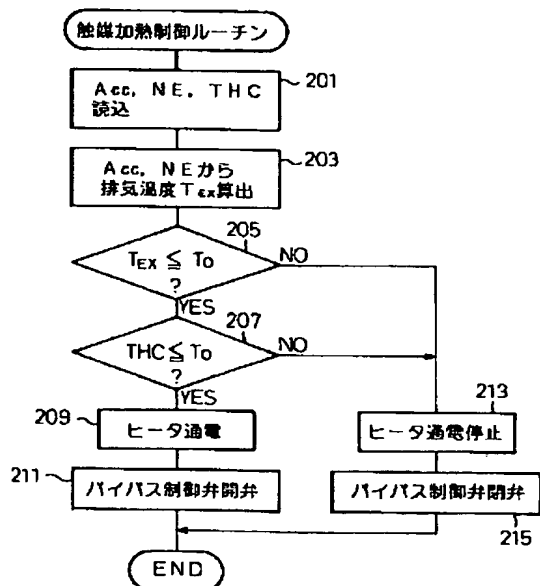 触媒加熱制御ルーチン
201
Acc, NE, THC
読込
203
Acc, NEから
排気温度TEX算出
205
TEX ≦ To
?
NO
YES
207
THC ≦ To
?
NO
YES
209
ヒータ通電
211
バイパス制御弁開弁
213
ヒータ通電停止
バイパス制御弁閉弁
215
END